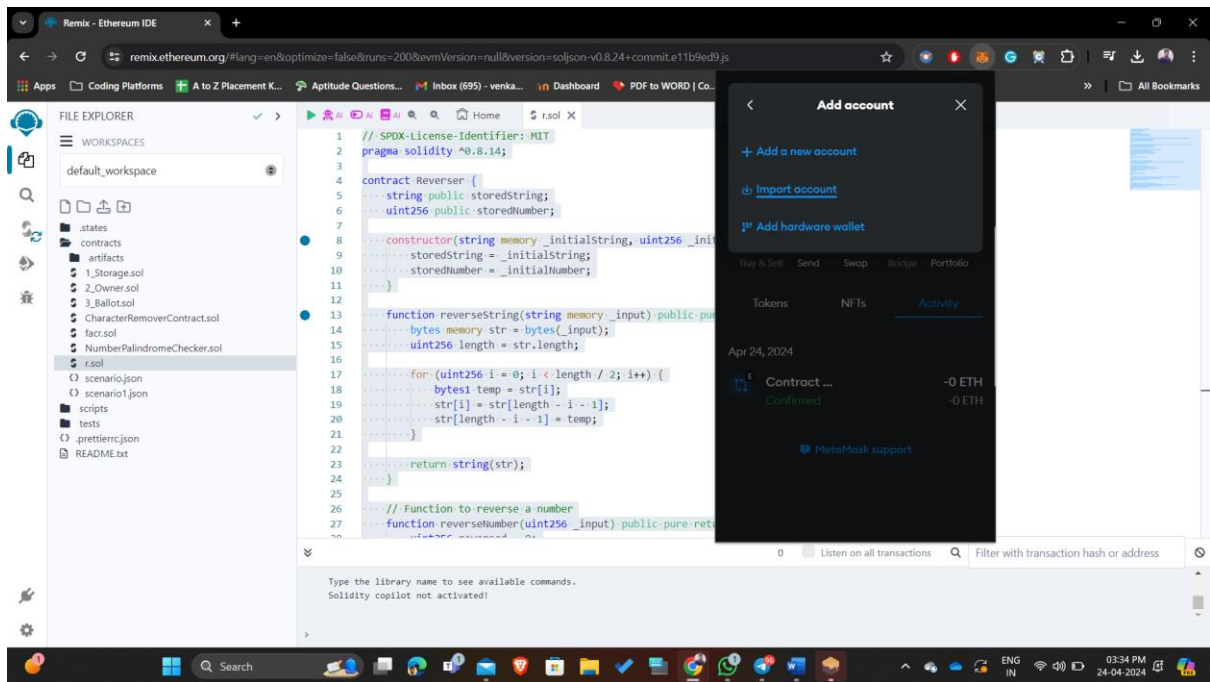 Remix - Ethereum IDE
remix.ethereum.org/#lang=en&optimize=false&runs=200&evmVersion=null&version=soljson-v0.8.24+commit.e11b9ed9.js
Apps Coding Platforms A to Z Placement K... Aptitude Questions... Inbox (695) - venka... Dashboard PDF to WORD | Co... » All Bookmarks
FILE EXPLORER
WORKSPACES
default_workspace
.states
contracts
artifacts
1_Storage.sol
2_Owner.sol
3_Ballot.sol
CharacterRemoverContract.sol
facr.sol
NumberPalindromeChecker.sol
r.sol
scenario.json
scenario1.json
scripts
tests
.prettierrc.json
README.txt
AI AI AI Home r.sol
1 // SPDX-License-Identifier: MIT
2 pragma solidity ^0.8.14;
3
4 contract Reverser {
5 string public storedString;
6 uint256 public storedNumber;
7
8 constructor(string memory _initialString, uint256 _init
9 storedString = _initialString;
10 storedNumber = _initialNumber;
11 }
12
13 function reverseString(string memory _input) public pur
14 bytes memory str = bytes(_input);
15 uint256 length = str.length;
16
17 for (uint256 i = 0; i < length / 2; i++) {
18 bytes1 temp = str[i];
19 str[i] = str[length - i - 1];
20 str[length - i - 1] = temp;
21 }
22
23 return string(str);
24 }
25
26 // Function to reverse a number
27 function reverseNumber(uint256 _input) public pure retu
Add account
+ Add a new account
Import account
Add hardware wallet
Buy & Sell Send Swap Bridge Portfolio
Tokens NFTs Activity
Apr 24, 2024
E Contract ... -0 ETH
Confirmed -0 ETH
MetaMask support
0 Listen on all transactions Filter with transaction hash or address
Type the library name to see available commands.
Solidity copilot not activated!
>
Search
ENG
IN
03:34 PM
24-04-2024